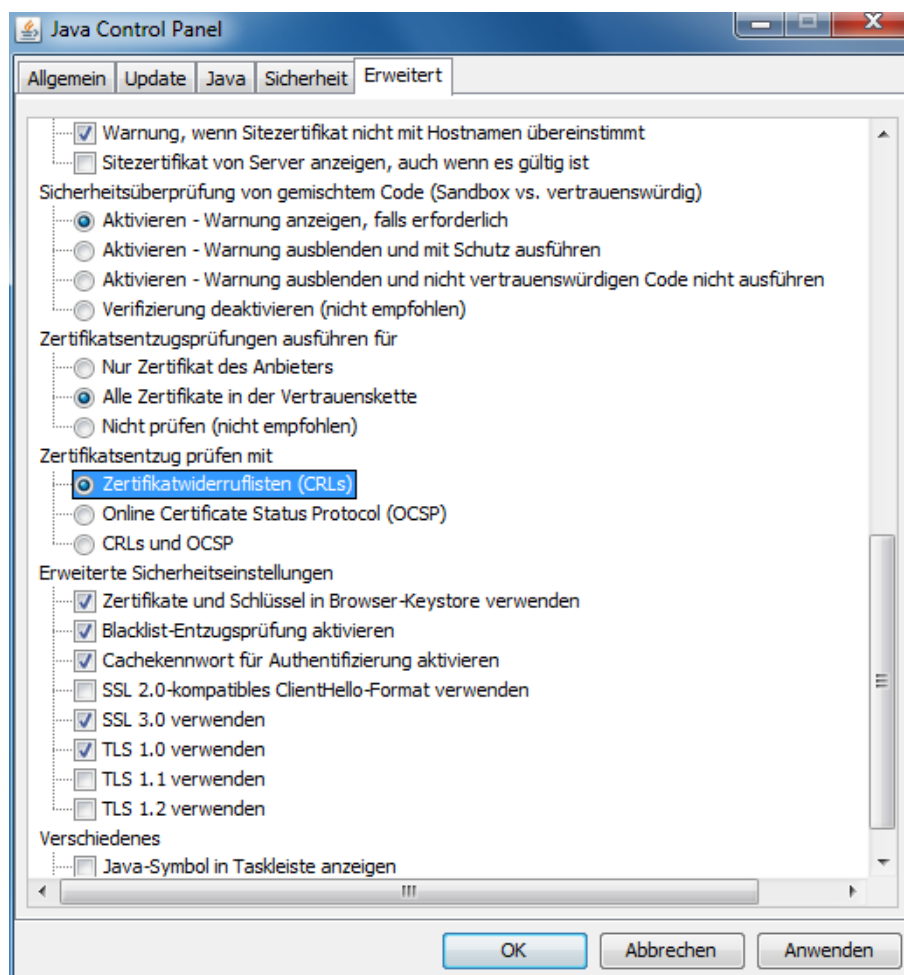 Java Control Panel
Allgemein Update Java Sicherheit Erweitert
Warnung, wenn Sitezertifikat nicht mit Hostnamen übereinstimmt
Sitezertifikat von Server anzeigen, auch wenn es gültig ist
Sicherheitsüberprüfung von gemischtem Code (Sandbox vs. vertrauenswürdig)
Aktivieren - Warnung anzeigen, falls erforderlich
Aktivieren - Warnung ausblenden und mit Schutz ausführen
Aktivieren - Warnung ausblenden und nicht vertrauenswürdigen Code nicht ausführen
Verifizierung deaktivieren (nicht empfohlen)
Zertifikatsentzugsprüfungen ausführen für
Nur Zertifikat des Anbieters
Alle Zertifikate in der Vertrauenskette
Nicht prüfen (nicht empfohlen)
Zertifikatsentzug prüfen mit
Zertifikatwiderruflisten (CRLs)
Online Certificate Status Protocol (OCSP)
CRLs und OCSP
Erweiterte Sicherheitseinstellungen
Zertifikate und Schlüssel in Browser-Keystore verwenden
Blacklist-Entzugsprüfung aktivieren
Cachekennwort für Authentifizierung aktivieren
SSL 2.0-kompatibles ClientHello-Format verwenden
SSL 3.0 verwenden
TLS 1.0 verwenden
TLS 1.1 verwenden
TLS 1.2 verwenden
Verschiedenes
Java-Symbol in Taskleiste anzeigen
OK Abbrechen Anwenden